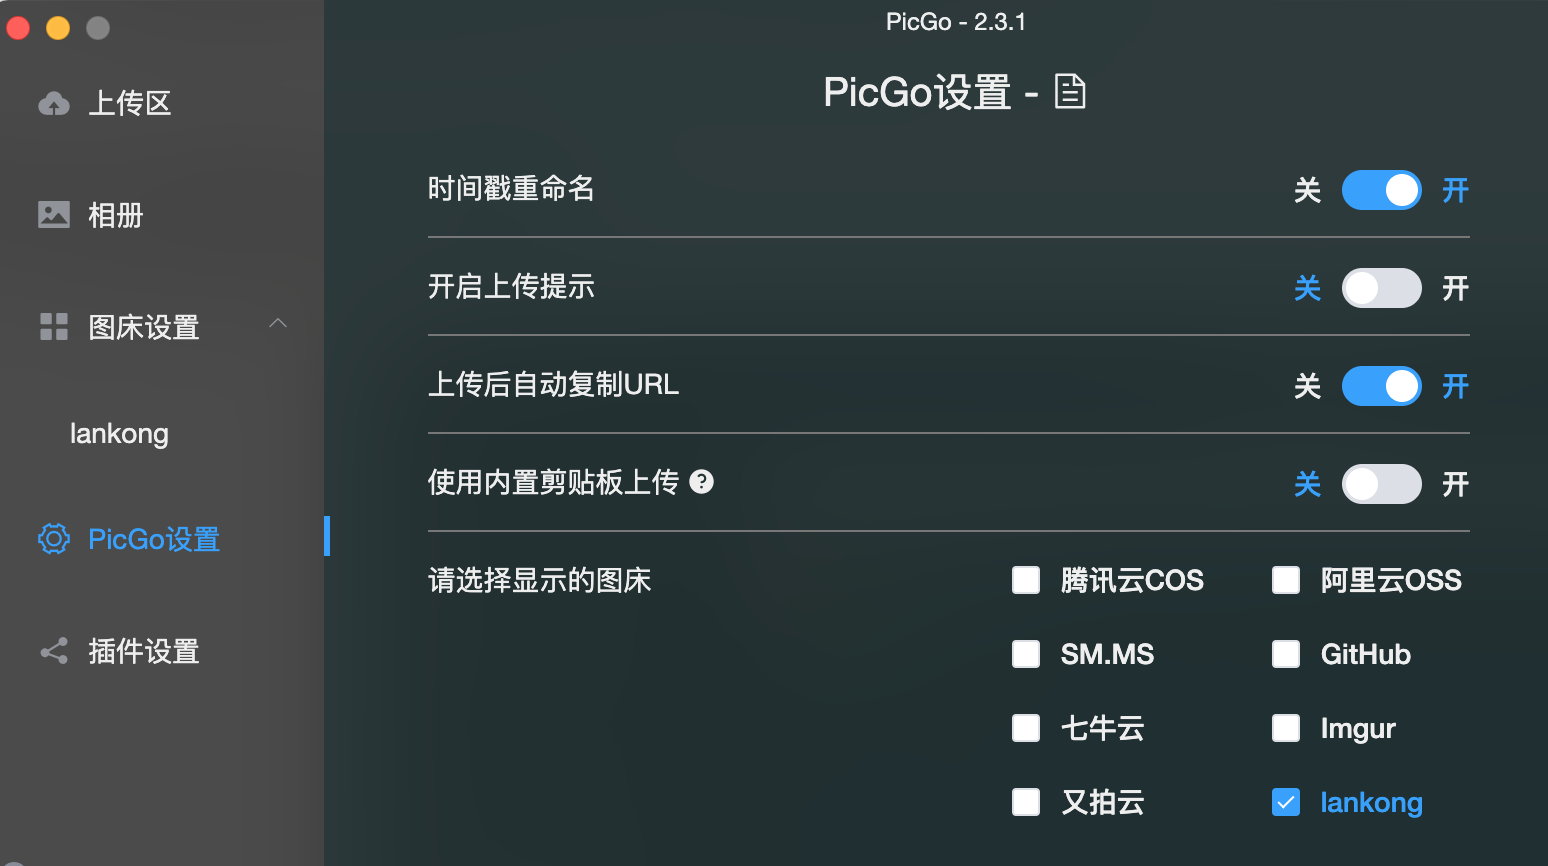 PicGo - 2.3.1
上传区
相册
图床设置
lankong
PicGo设置
插件设置
PicGo设置 -
时间戳重命名 关 开
开启上传提示 关 开
上传后自动复制URL 关 开
使用内置剪贴板上传 ? 关 开
请选择显示的图床 腾讯云COS 阿里云OSS
SM.MS GitHub
七牛云 Imgur
又拍云 lankong